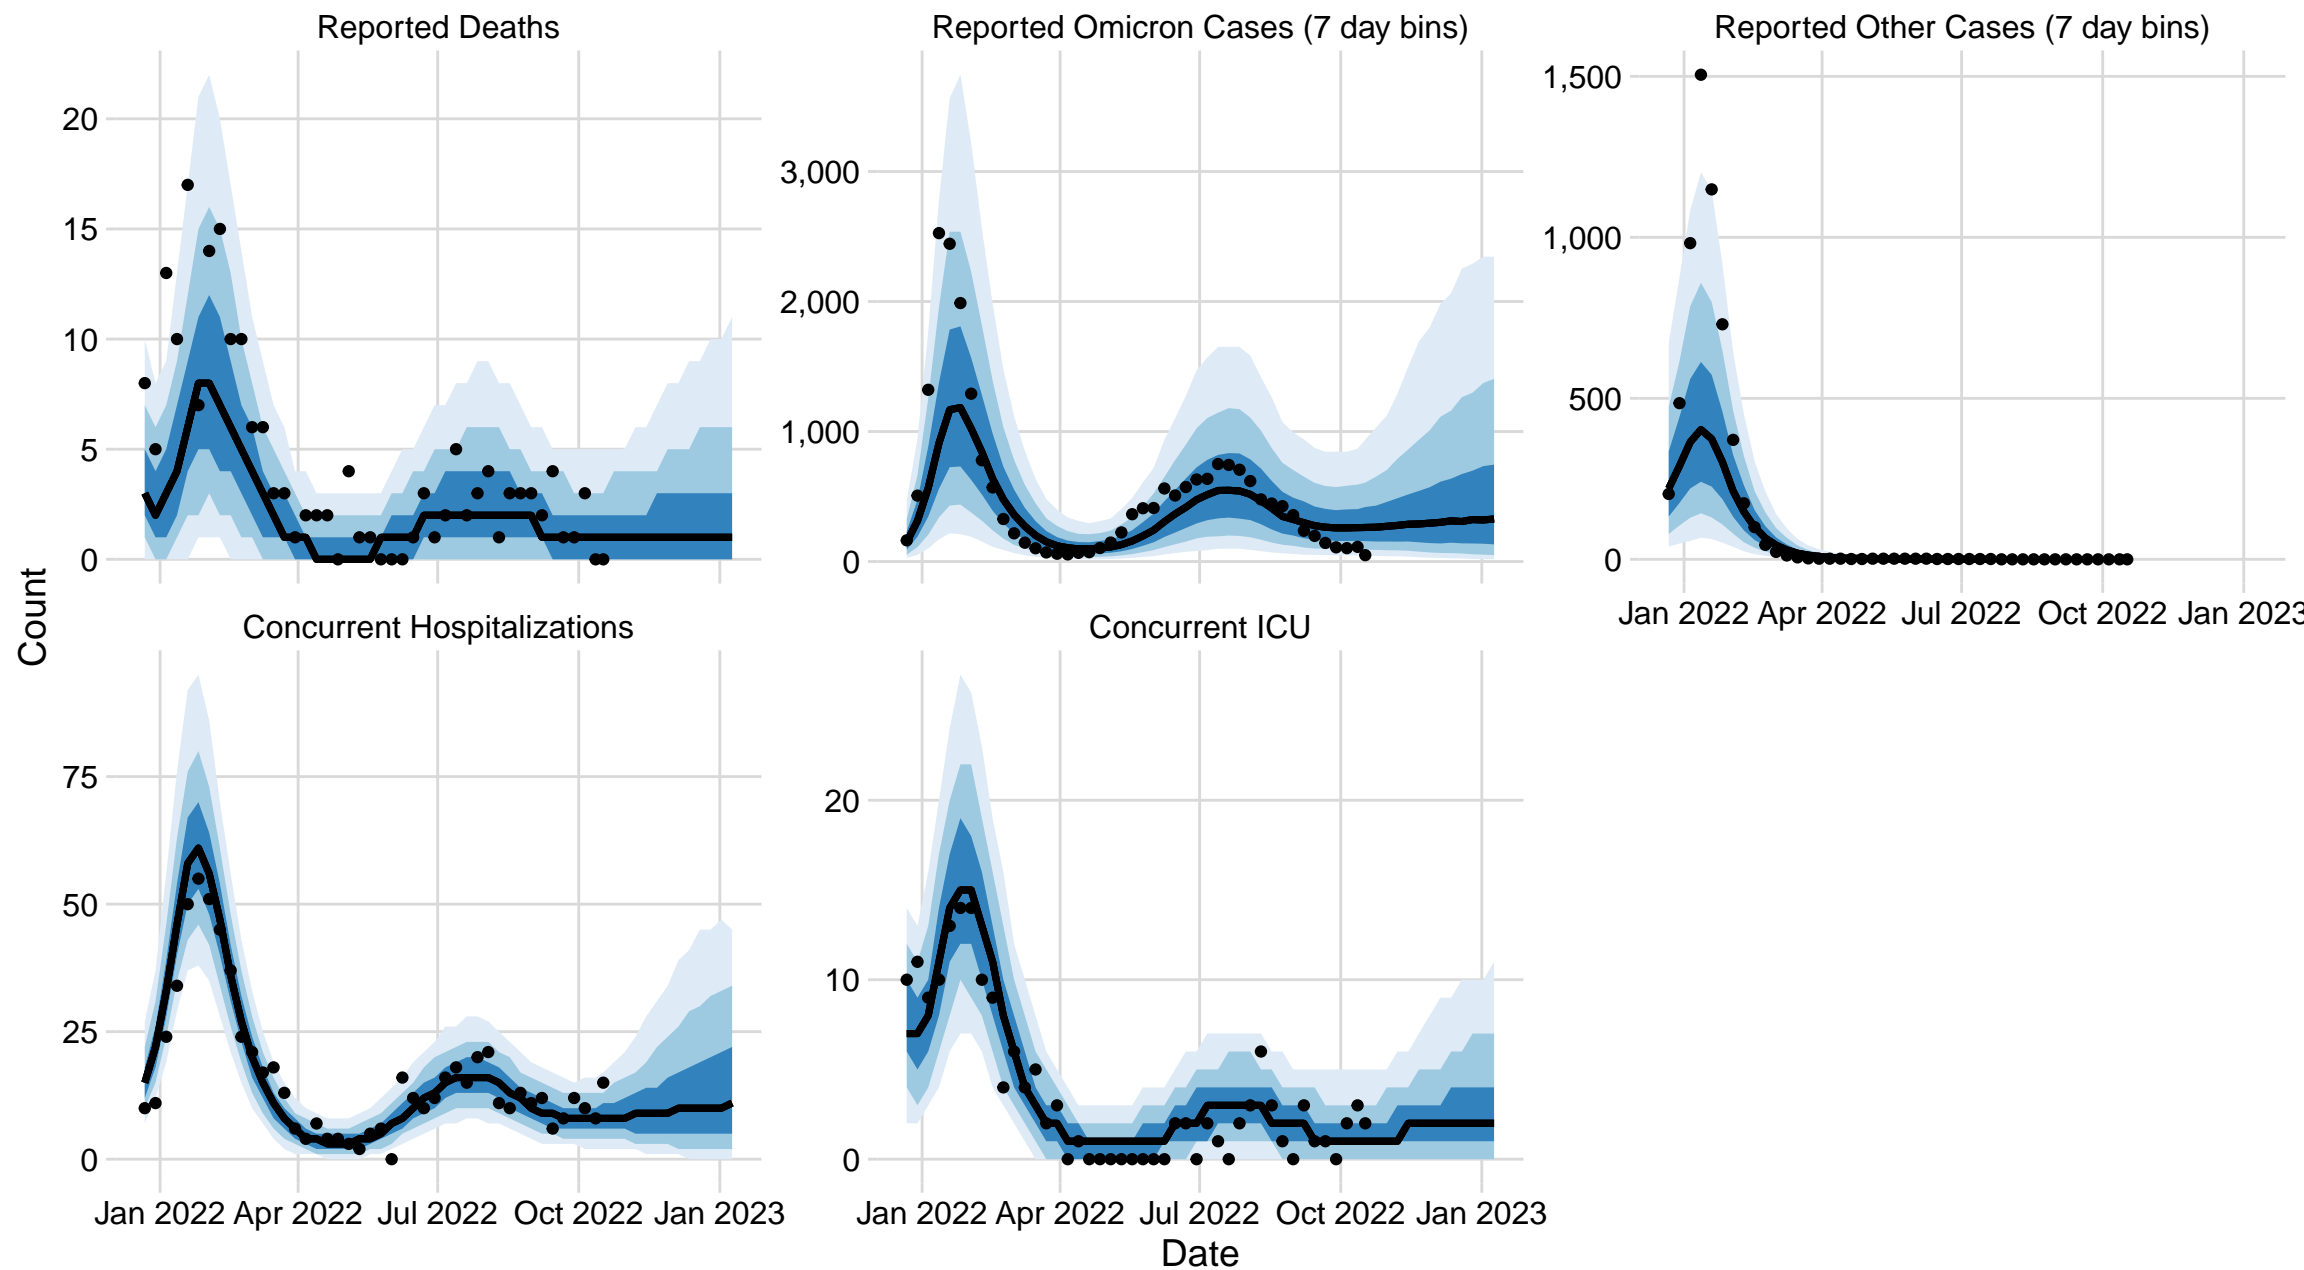 Reported Deaths
Reported Omicron Cases (7 day bins)
Reported Other Cases (7 day bins)
20
15
10
5
0
3,000
2,000
1,000
0
1,500
1,000
500
0
Jan 2022 Apr 2022 Jul 2022 Oct 2022 Jan 2023
Count
Concurrent Hospitalizations
Concurrent ICU
75
50
25
0
20
10
0
Jan 2022 Apr 2022 Jul 2022 Oct 2022 Jan 2023
Jan 2022 Apr 2022 Jul 2022 Oct 2022 Jan 2023
Date